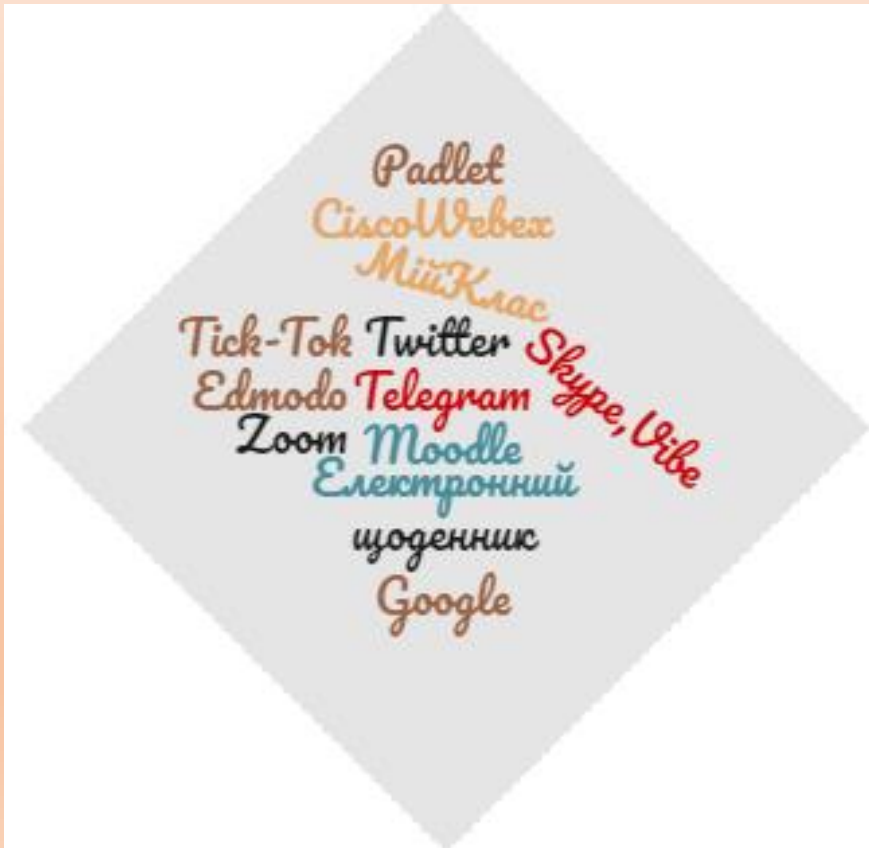 Padlet
CiscoWebex
МійКлас
Tick-Tok Twitter
Skype, Vibe
Edmodo Telegram
Zoom Moodle
Електронний
щоденник
Google